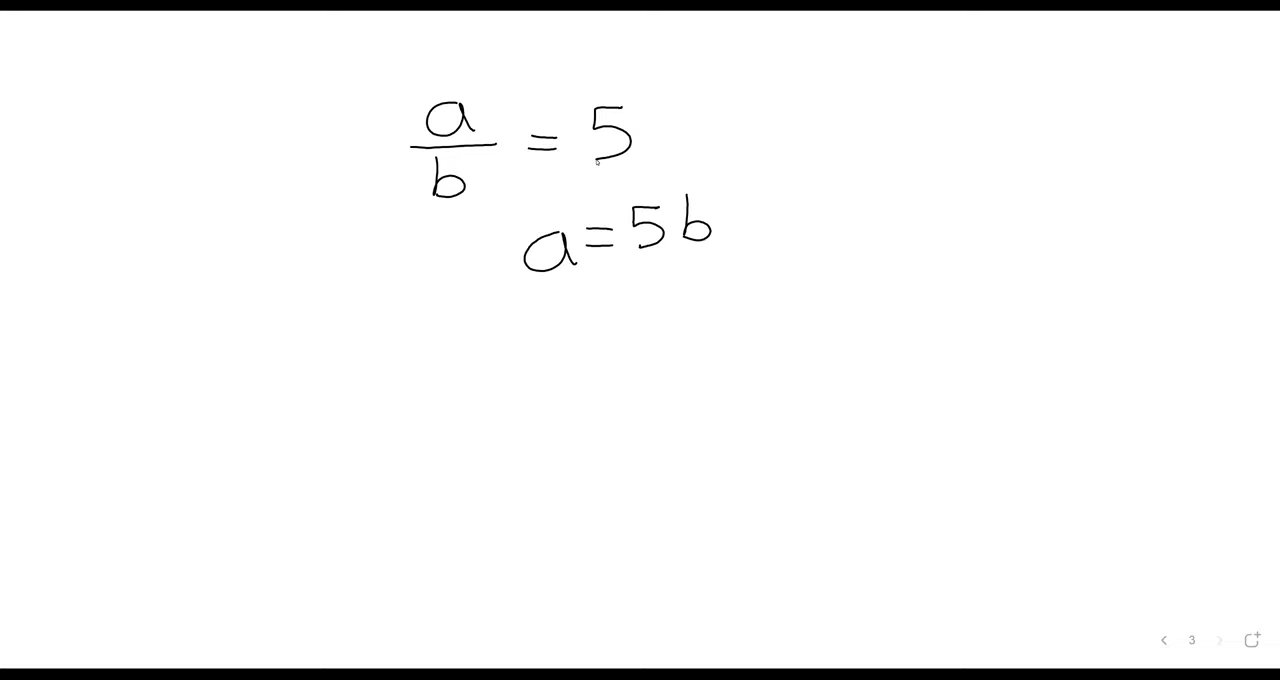 a/b = 5
a = 5b
3